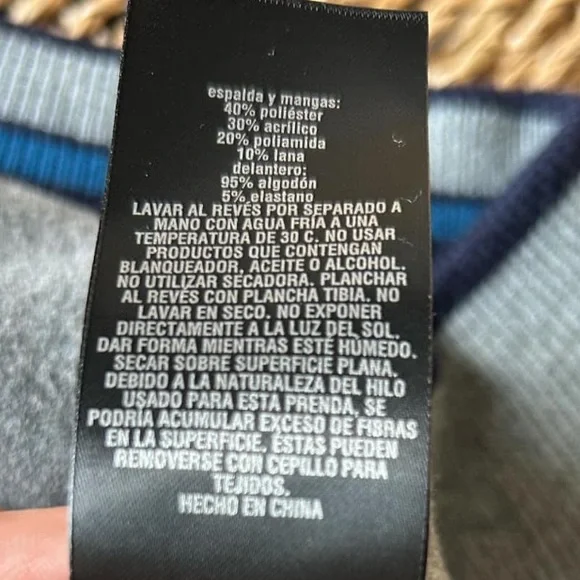 espalda y mangas:
40% poliéster
30% acrílico
20% poliamida
10% lana
delantero:
95% algodón
5% elastano
LAVAR AL REVÉS POR SEPARADO A
MANO CON AGUA FRÍA A UNA
TEMPERATURA DE 30 C. NO USAR
PRODUCTOS QUE CONTENGAN
BLANQUEADOR, ACEITE O ALCOHOL.
NO UTILIZAR SECADORA. PLANCHAR
AL REVÉS CON PLANCHA TIBIA. NO
LAVAR EN SECO. NO EXPONER
DIRECTAMENTE A LA LUZ DEL SOL.
DAR FORMA MIENTRAS ESTÉ HÚMEDO.
SECAR SOBRE SUPERFICIE PLANA.
DEBIDO A LA NATURALEZA DEL HILO
USADO PARA ESTA PRENDA, SE
PODRÍA ACUMULAR EXCESO DE FIBRAS
EN LA SUPERFICIE, ÉSTAS PUEDEN
REMOVERSE CON CEPILLO PARA
TEJIDOS.
HECHO EN CHINA